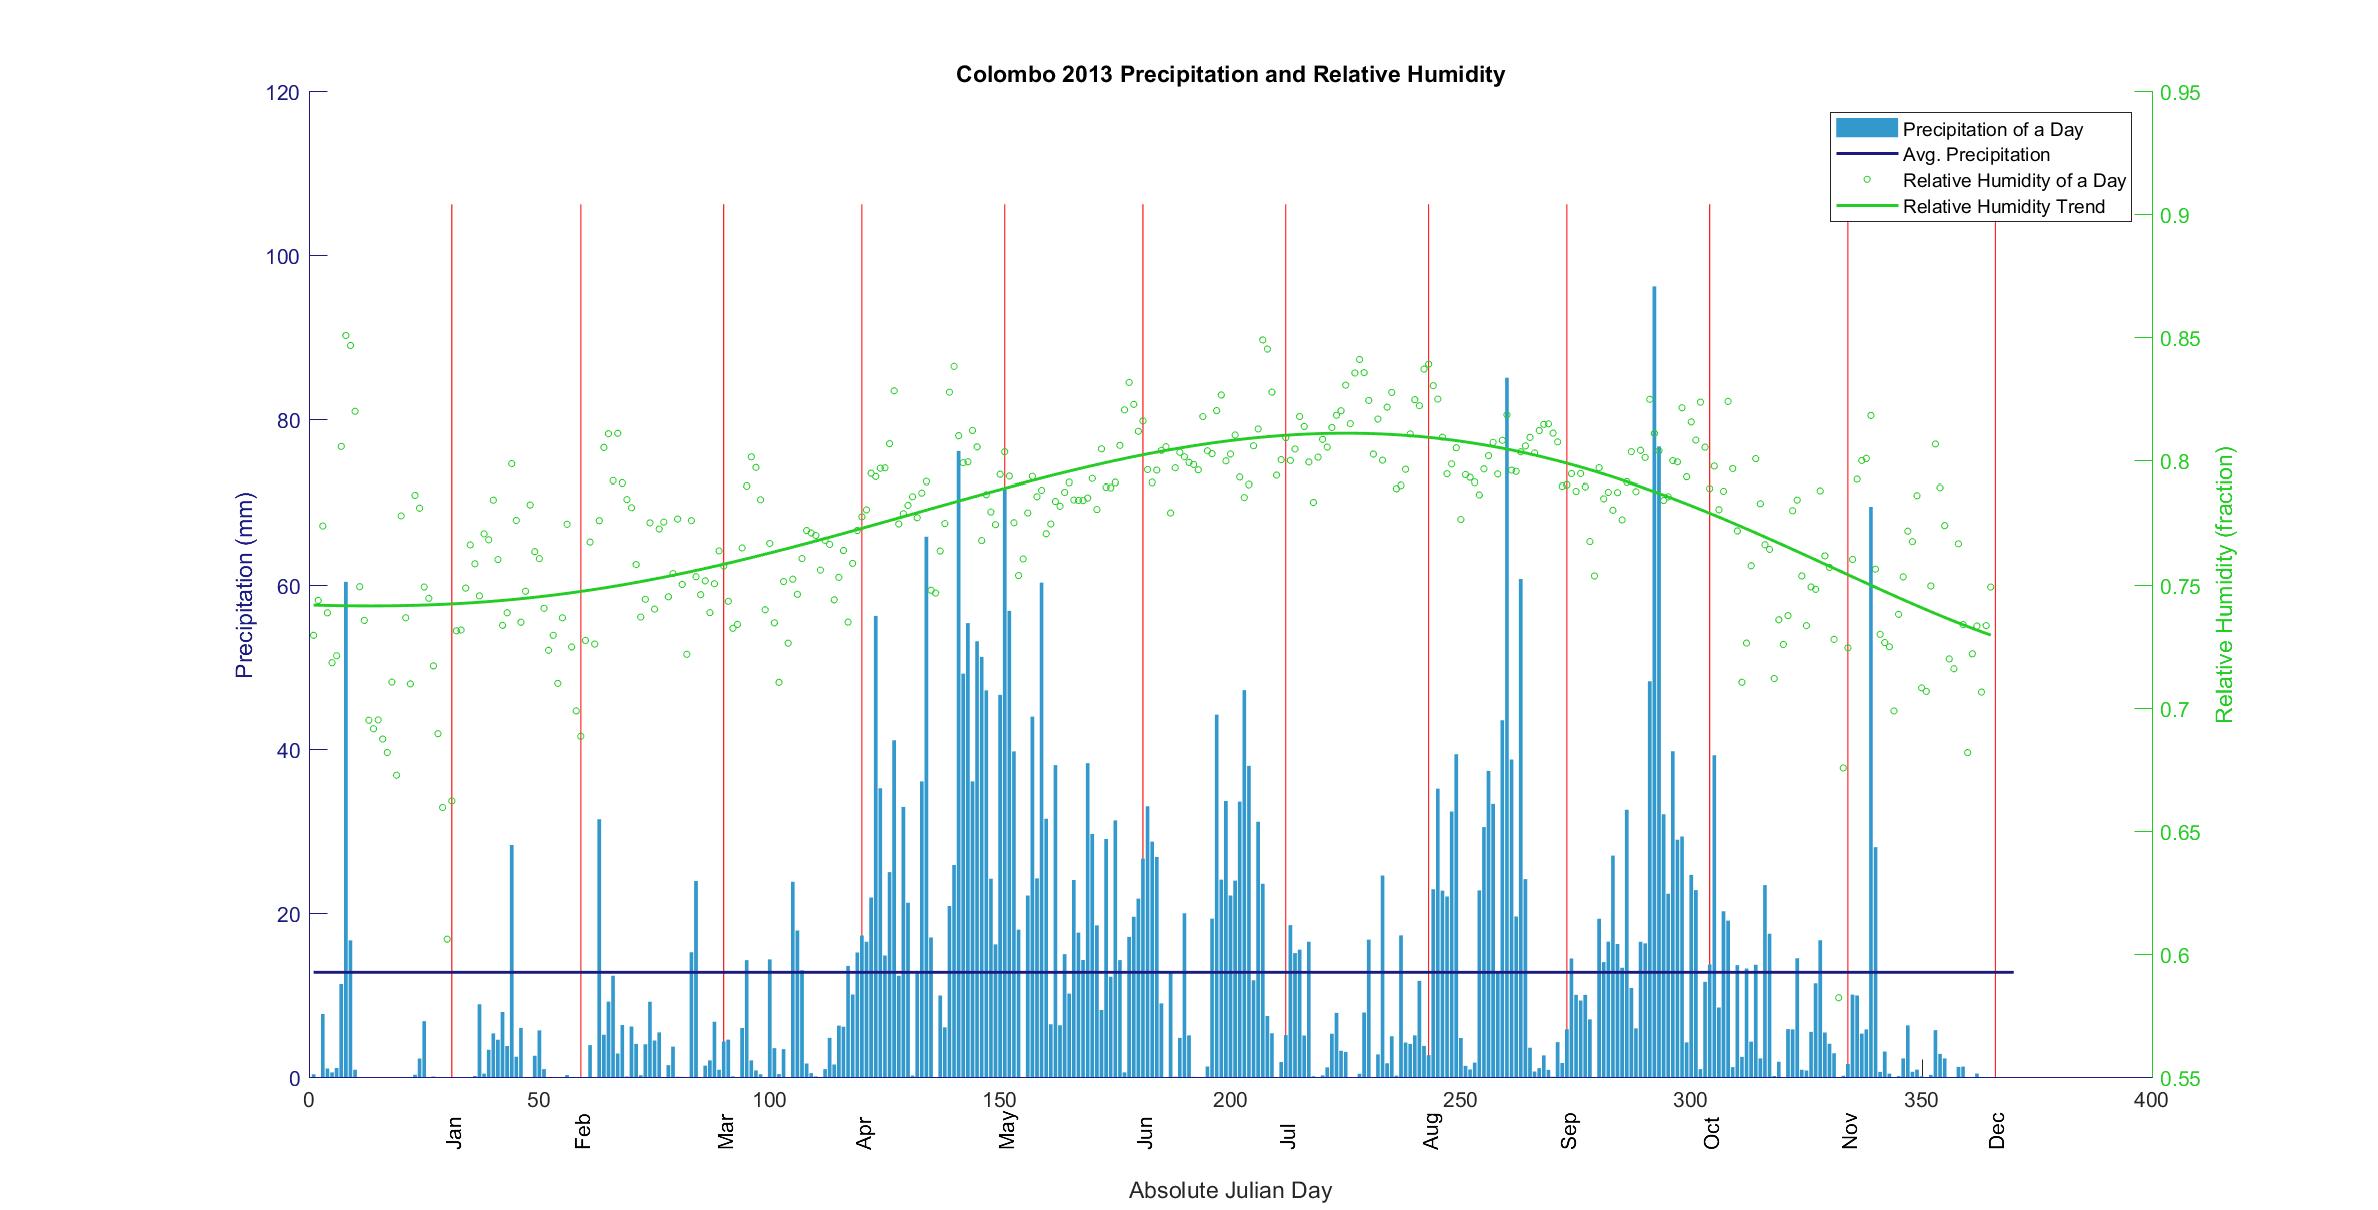 Colombo 2013 Precipitation and Relative Humidity
Precipitation of a Day
Avg. Precipitation
Relative Humidity of a Day
Relative Humidity Trend
Precipitation (mm)
120
100
80
60
40
20
0
Relative Humidity (fraction)
0.95
0.9
0.85
0.8
0.75
0.7
0.65
0.6
0.55
0 50 100 150 200 250 300 350 400
Jan Feb Mar Apr May Jun Jul Aug Sep Oct Nov Dec
Absolute Julian Day